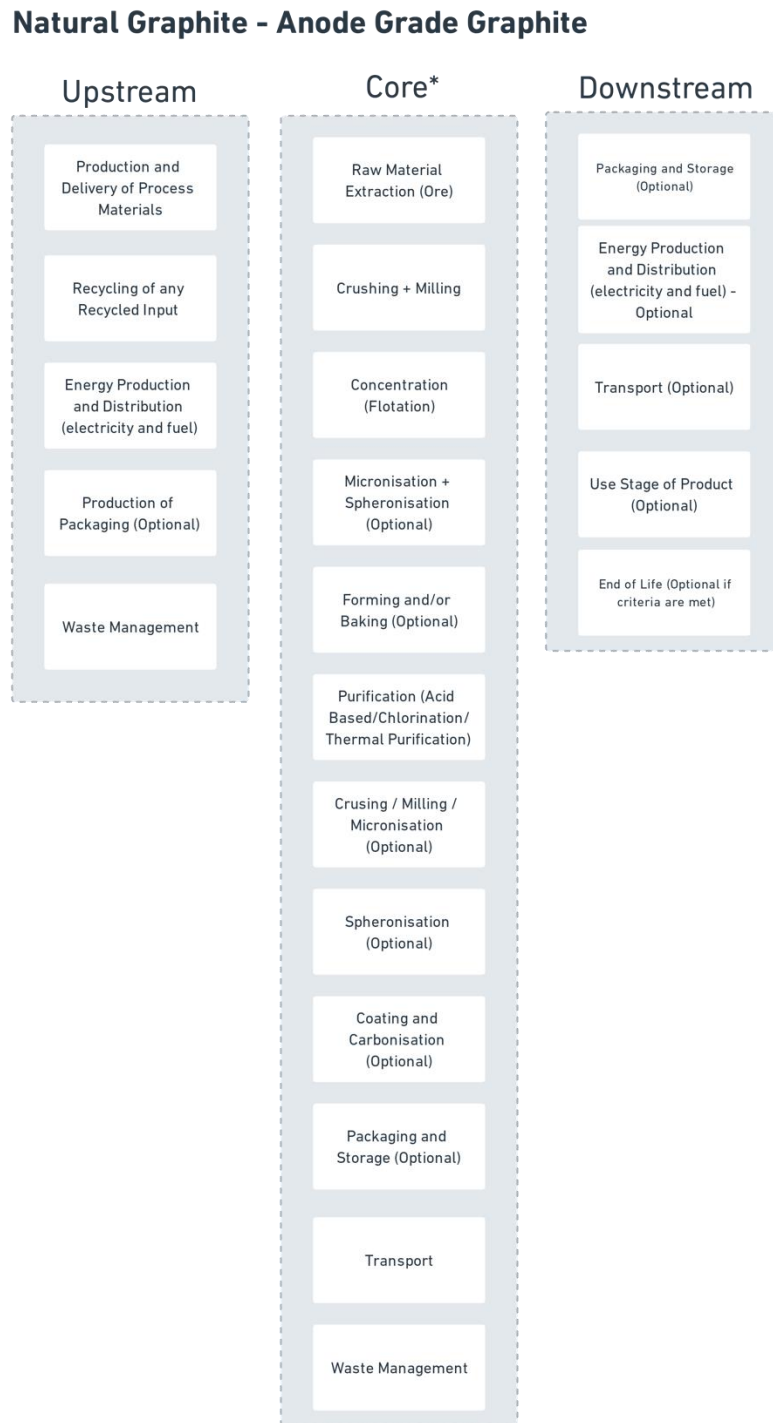 Natural Graphite - Anode Grade Graphite
Upstream
Production and
Delivery of Process
Materials
Recycling of any
Recycled Input
Energy Production
and Distribution
(electricity and fuel)
Production of
Packaging (Optional)
Waste Management
Core*
Raw Material
Extraction (Ore)
Crushing + Milling
Concentration
(Flotation)
Micronisation +
Spheronisation
(Optional)
Forming and/or
Baking (Optional)
Purification (Acid
Based/Chlorination/
Thermal Purification)
Crusing / Milling /
Micronisation
(Optional)
Spheronisation
(Optional)
Coating and
Carbonisation
(Optional)
Packaging and
Storage (Optional)
Transport
Waste Management
Downstream
Packaging and Storage
(Optional)
Energy Production
and Distribution
(electricity and fuel) -
Optional
Transport (Optional)
Use Stage of Product
(Optional)
End of Life (Optional if
criteria are met)